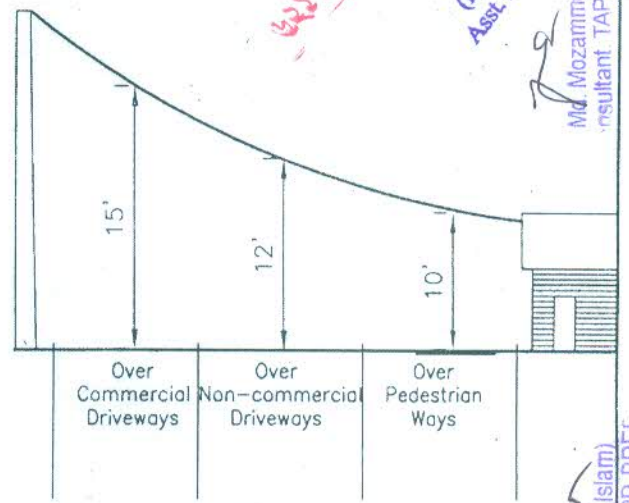 Asst
Md. Mozamm
nsultant. TAP
15'
12'
10'
Over
Commercial
Driveways
Over
Non-commercial
Driveways
Over
Pedestrian
Ways
Islam)